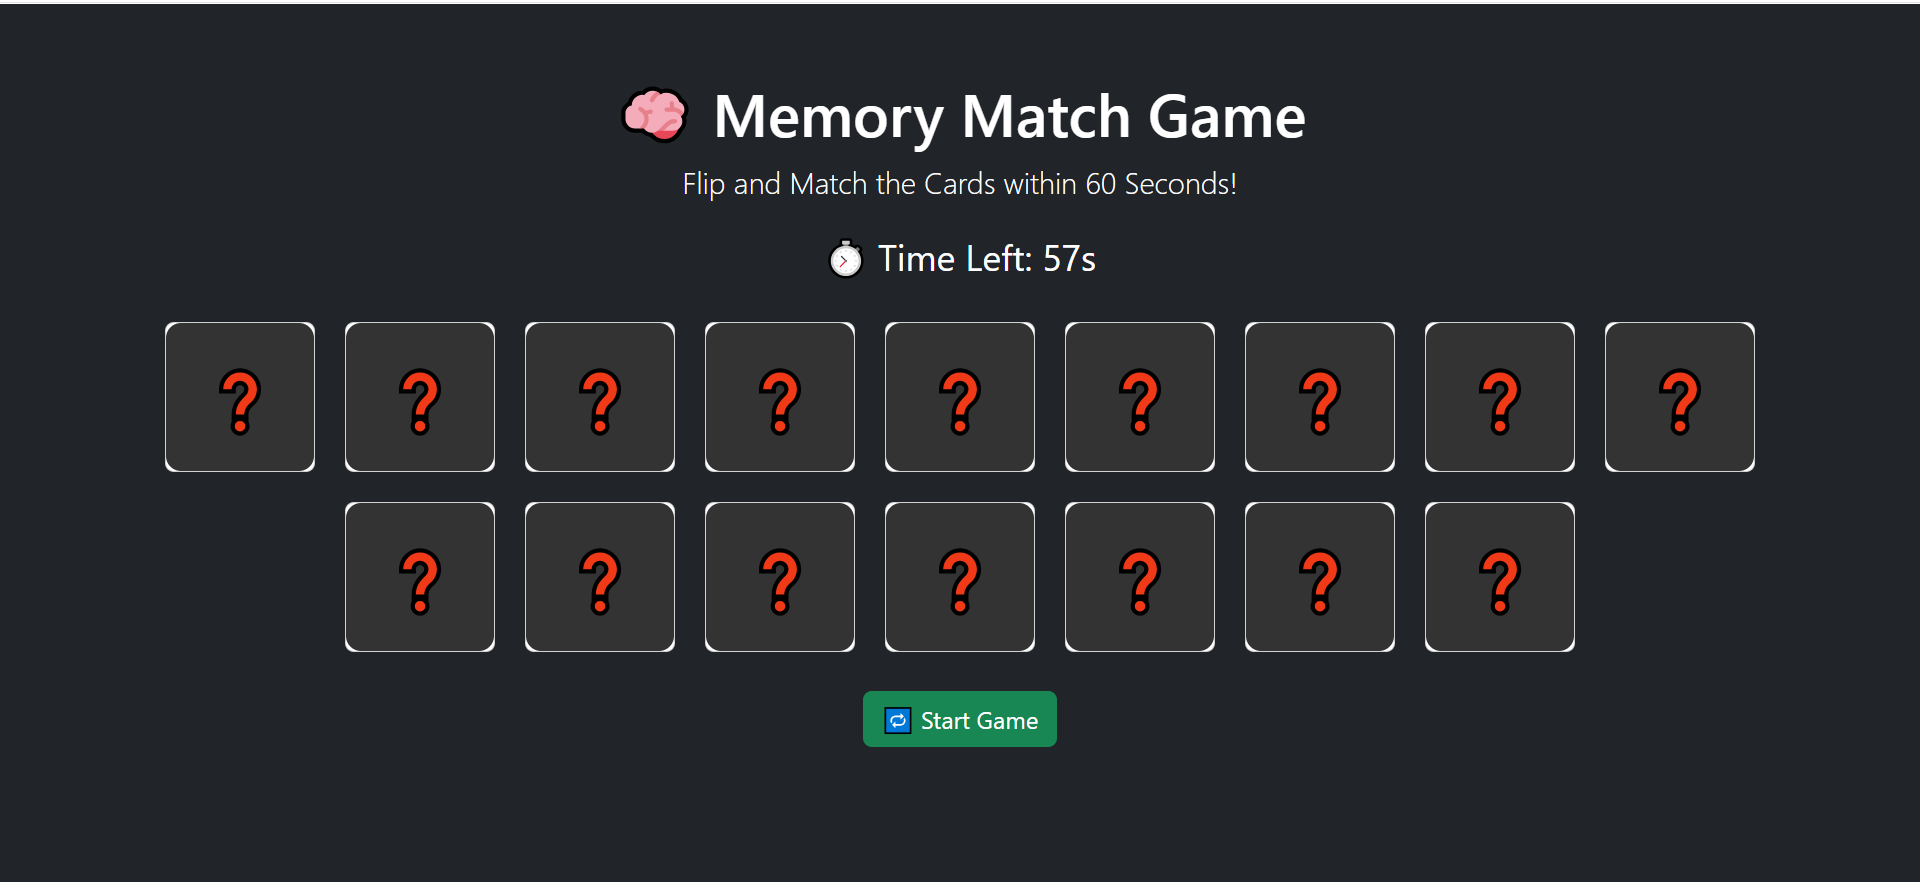 🧠 Memory Match Game
Flip and Match the Cards within 60 Seconds!
⏱ Time Left: 57s
❓ ❓ ❓ ❓ ❓ ❓ ❓ ❓ ❓
❓ ❓ ❓ ❓ ❓ ❓ ❓
🔁 Start Game